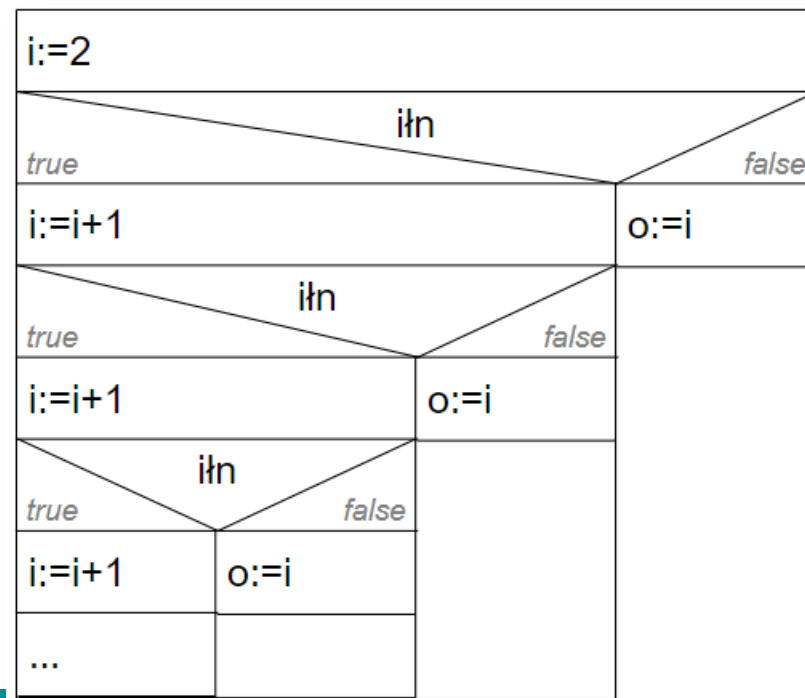 i:=2
iłn
true
false
i:=i+1
o:=i
iłn
true
false
i:=i+1
o:=i
iłn
true
false
i:=i+1
o:=i
...